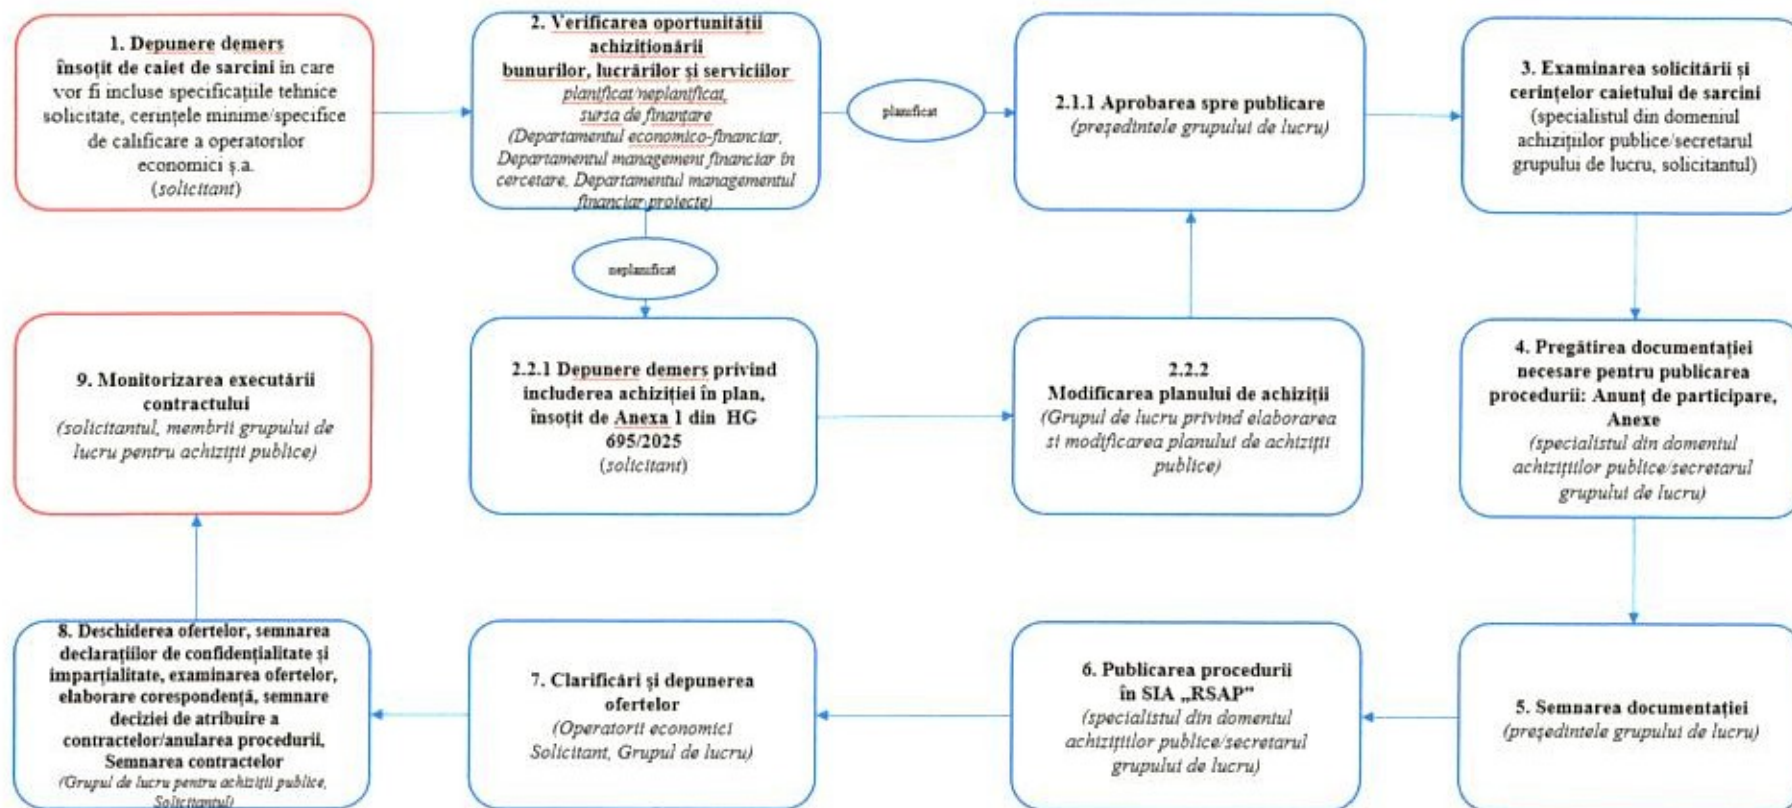 1. Depunere demers
însoțit de caiet de sarcini in care
vor fi incluse specificațiile tehnice
solicitate, cerințele minime/specifice
de calificare a operatorilor
economici ș.a.
(solicitant)
2. Verificarea oportunității
achiziționării
bunurilor, lucrărilor și serviciilor
planificat/neplanificat,
sursa de finanțare
(Departamentul economico-financiar,
Departamentul management financiar în
cercetare, Departamentul managementul
financiar proiecte)
planificat
2.1.1 Aprobarea spre publicare
(președintele grupului de lucru)
3. Examinarea solicitării și
cerințelor caietului de sarcini
(specialistul din domeniul
achizițiilor publice/secretarul
grupului de lucru, solicitantul)
neplanificat
9. Monitorizarea executării
contractului
(solicitantul, membrii grupului de
lucru pentru achiziții publice)
2.2.1 Depunere demers privind
includerea achiziției în plan,
însoțit de Anexa 1 din HG
695/2025
(solicitant)
2.2.2
Modificarea planului de achiziții
(Grupul de lucru privind elaborarea
si modificarea planului de achiziții
publice)
4. Pregătirea documentației
necesare pentru publicarea
procedurii: Anunț de participare,
Anexe
(specialistul din domeniul
achizițiilor publice/secretarul
grupului de lucru)
8. Deschiderea ofertelor, semnarea
declarațiilor de confidențialitate și
imparțialitate, examinarea ofertelor,
elaborare corespondență, semnare
deciziei de atribuire a
contractelor/anularea procedurii,
Semnarea contractelor
(Grupul de lucru pentru achiziții publice,
Solicitantul)
7. Clarificări și depunerea
ofertelor
(Operatorii economici
Solicitant, Grupul de lucru)
6. Publicarea procedurii
în SIA „RSAP”
(specialistul din domeniul
achizițiilor publice/secretarul
grupului de lucru)
5. Semnarea documentației
(președintele grupului de lucru)